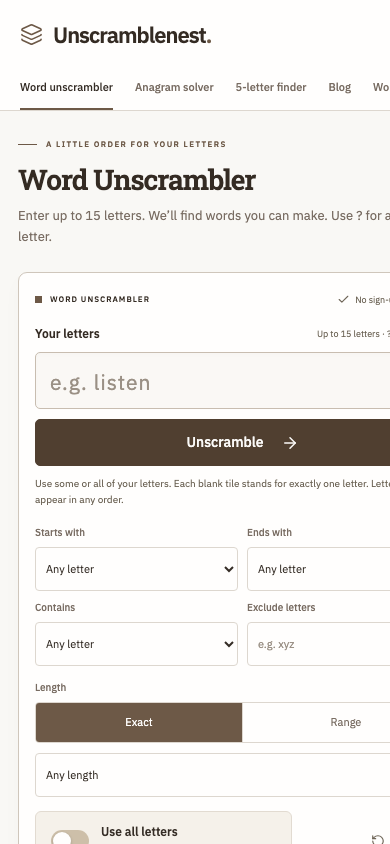 Unscramblenest.
Word unscrambler Anagram solver 5-letter finder Blog Wo
A LITTLE ORDER FOR YOUR LETTERS
Word Unscrambler
Enter up to 15 letters. We’ll find words you can make. Use ? for a
letter.
WORD UNSCRAMBLER No sign-
Your letters Up to 15 letters · ?
e.g. listen
Unscramble
Use some or all of your letters. Each blank tile stands for exactly one letter. Lette
appear in any order.
Starts with Ends with
Any letter Any letter
Contains Exclude letters
Any letter e.g. xyz
Length
Exact Range
Any length
Use all letters